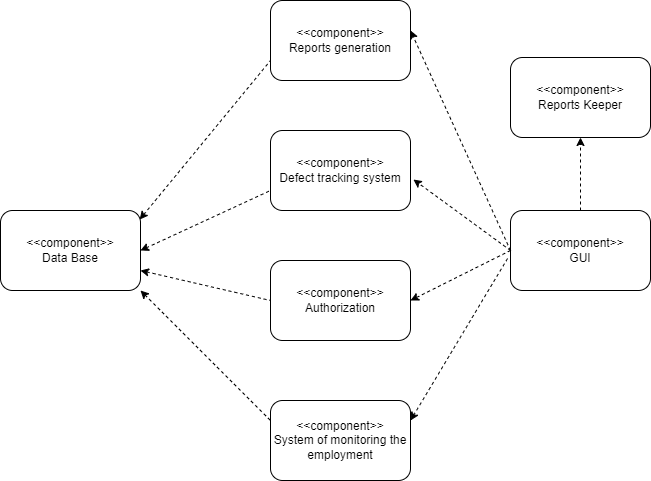 <<component>>
Reports generation
<<component>>
Reports Keeper
<<component>>
Defect tracking system
<<component>>
Data Base
<<component>>
GUI
<<component>>
Authorization
<<component>>
System of monitoring the
employment